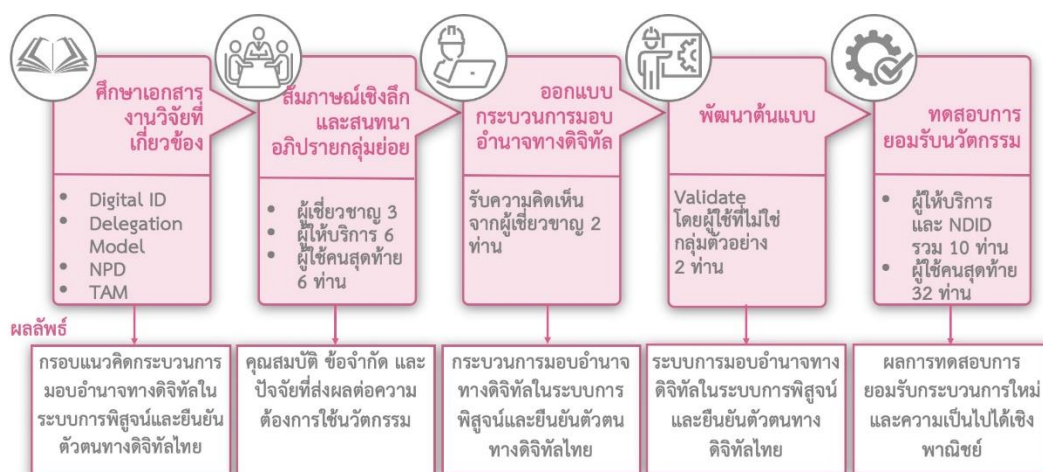 ศึกษาเอกสาร
งานวิจัยที่
เกี่ยวข้อง
• Digital ID
• Delegation
Model
• NPD
• TAM
สัมภาษณ์เชิงลึก
และสนทนา
อภิปรายกลุ่มย่อย
• ผู้เชี่ยวชาญ 3
• ผู้ให้บริการ 6
• ผู้ใช้คนสุดท้าย
6 ท่าน
ออกแบบ
กระบวนการมอบ
อำนาจทางดิจิทัล
รับความคิดเห็น
จากผู้เชี่ยวขาญ 2
ท่าน
พัฒนาต้นแบบ
Validate
โดยผู้ใช้ที่ไม่ใช่
กลุ่มตัวอย่าง
2 ท่าน
ทดสอบการ
ยอมรับนวัตกรรม
• ผู้ให้บริการ
และ NDID
รวม 10 ท่าน
• ผู้ใช้คนสุดท้าย
32 ท่าน
ผลลัพธ์
กรอบแนวคิดกระบวนการ
มอบอำนาจทางดิจิทัลใน
ระบบการพิสูจน์และยืนยัน
ตัวตนทางดิจิทัลไทย
คุณสมบัติ ข้อจำกัด และ
ปัจจัยที่ส่งผลต่อความ
ต้องการใช้นวัตกรรม
กระบวนการมอบอำนาจ
ทางดิจิทัลในระบบการ
พิสูจน์และยืนยันตัวตน
ทางดิจิทัลไทย
ระบบการมอบอำนาจทาง
ดิจิทัลในระบบการพิสูจน์
และยืนยันตัวตนทาง
ดิจิทัลไทย
ผลการทดสอบการ
ยอมรับกระบวนการใหม่
และความเป็นไปได้เชิง
พาณิชย์